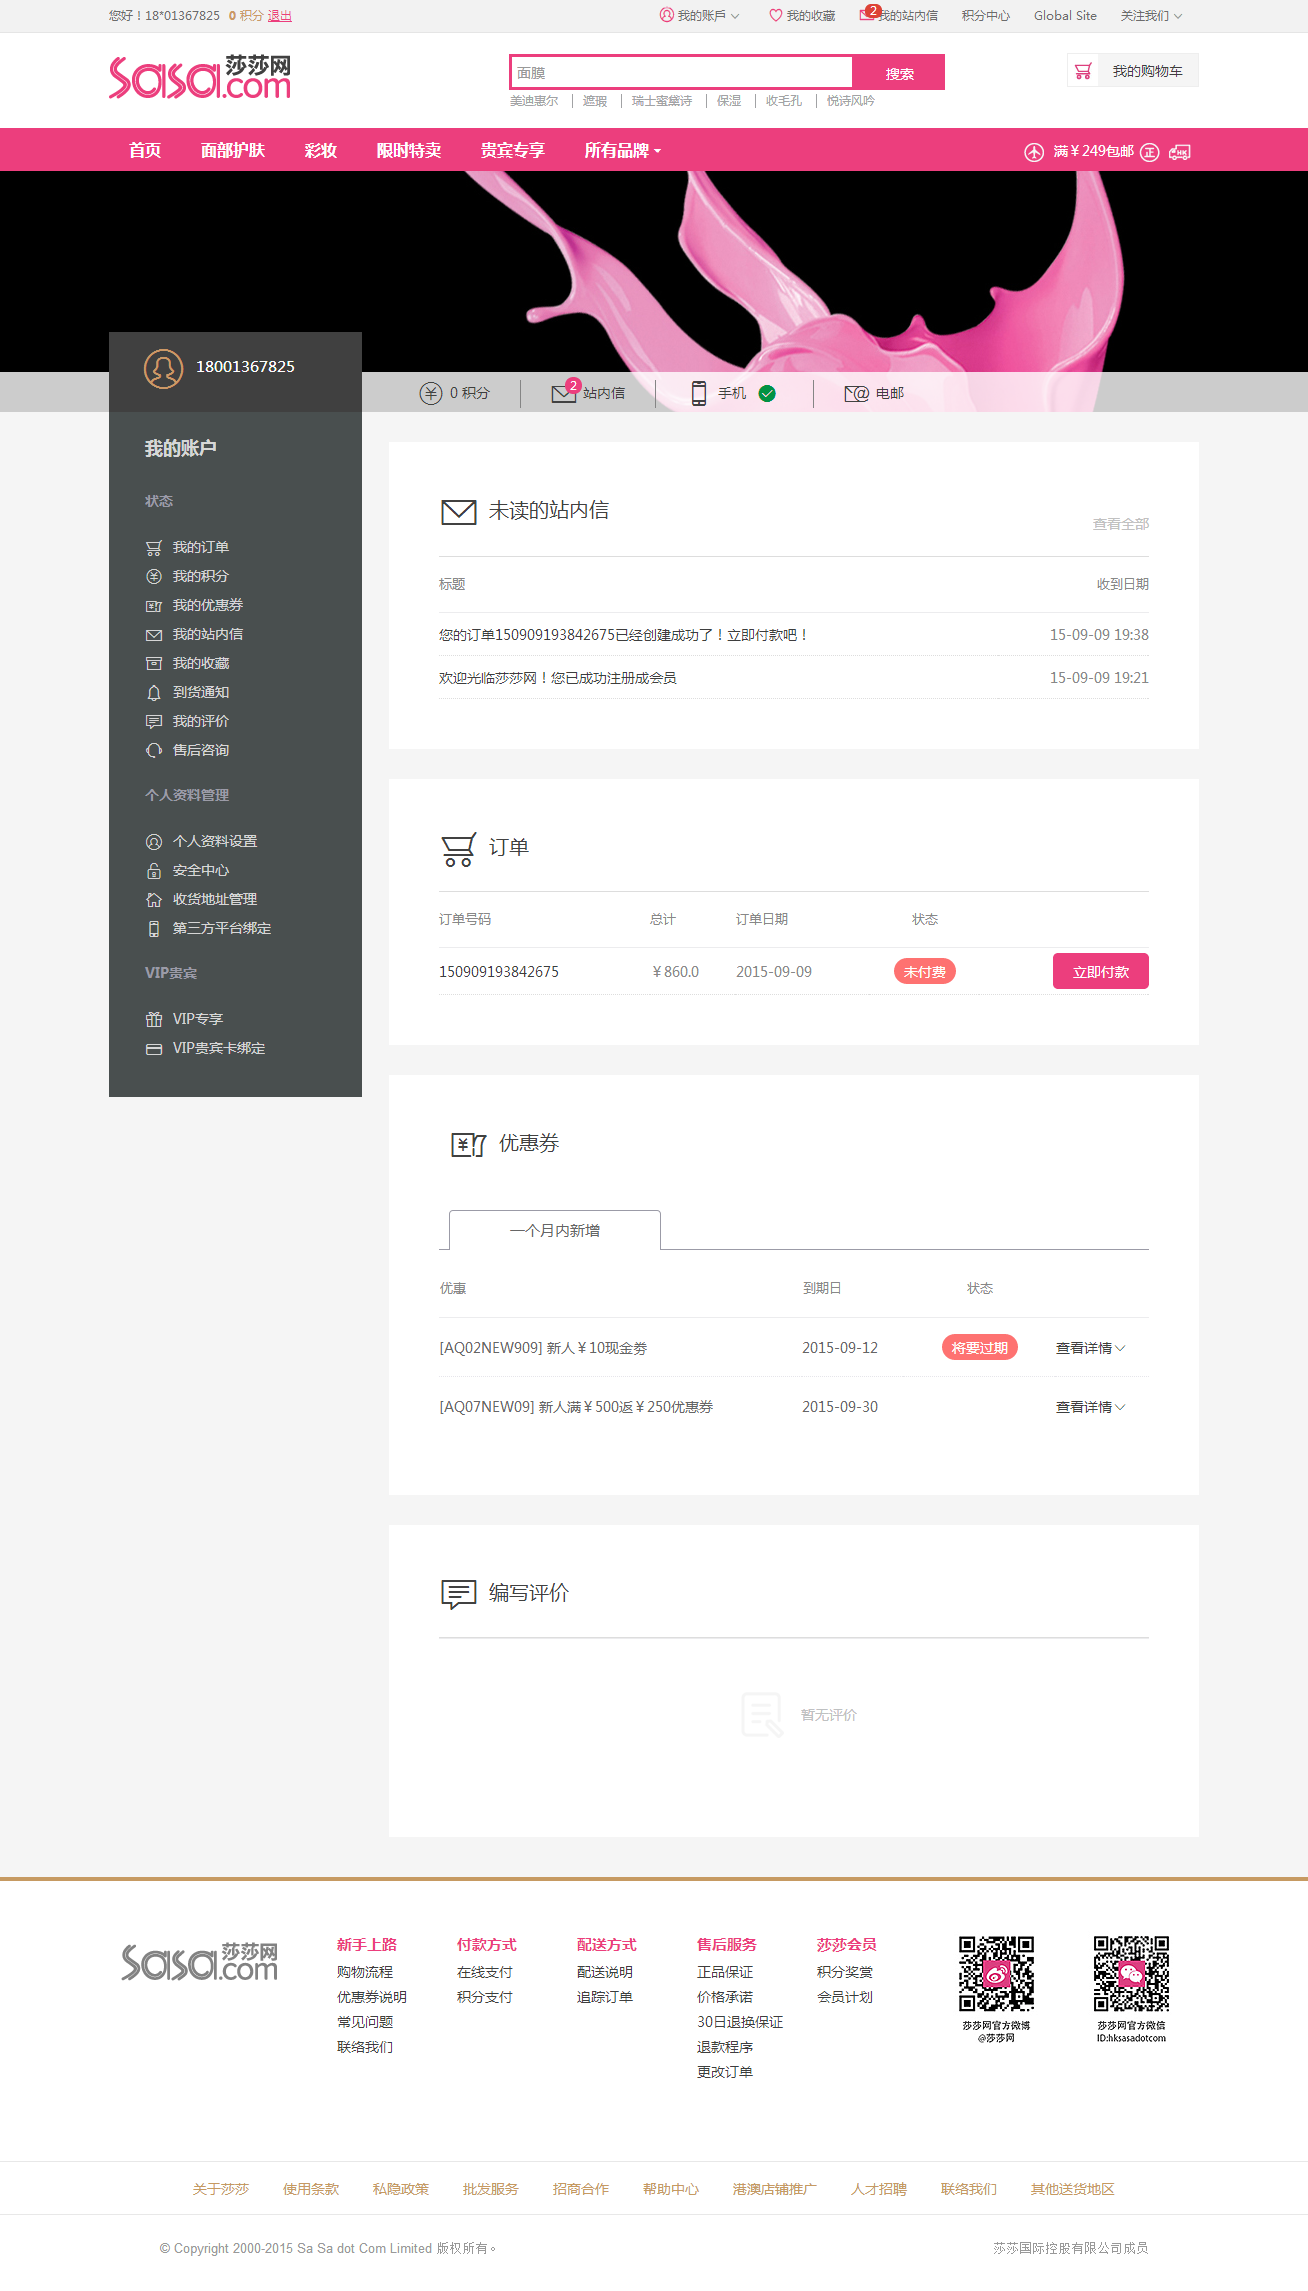 您好！18*01367825 0 积分 退出 我的账戶 我的收藏 2 我的站内信 积分中心 Global Site 关注我们
sasa.com 莎莎网
面膜 搜索 我的购物车
美迪惠尔 遮瑕 瑞士蜜黛诗 保湿 收毛孔 悦诗风吟
首页 面部护肤 彩妆 限时特卖 贵宾专享 所有品牌 满￥249包邮 正 HK
18001367825
0 积分 2 站内信 手机 电邮
我的账户
状态
我的订单
我的积分
我的优惠券
我的站内信
我的收藏
到货通知
我的评价
售后咨询
个人资料管理
个人资料设置
安全中心
收货地址管理
第三方平台绑定
VIP贵宾
VIP专享
VIP贵宾卡绑定
未读的站内信
查看全部
标题 收到日期
您的订单150909193842675已经创建成功了！立即付款吧！ 15-09-09 19:38
欢迎光临莎莎网！您已成功注册成会员 15-09-09 19:21
订单
订单号码 总计 订单日期 状态
150909193842675 ￥860.0 2015-09-09 未付费 立即付款
优惠券
一个月内新增
优惠 到期日 状态
[AQ02NEW909] 新人￥10现金劵 2015-09-12 将要过期 查看详情
[AQ07NEW09] 新人满￥500返￥250优惠券 2015-09-30 查看详情
编写评价
暂无评价
sasa.com 莎莎网
新手上路 付款方式 配送方式 售后服务 莎莎会员
购物流程 在线支付 配送说明 正品保证 积分奖赏
优惠券说明 积分支付 追踪订单 价格承诺 会员计划
常见问题 30日退换保证
联络我们 退款程序
更改订单
莎莎网官方微博 莎莎网官方微信
@莎莎网 ID:hksasadotcom
关于莎莎 使用条款 私隐政策 批发服务 招商合作 帮助中心 港澳店铺推广 人才招聘 联络我们 其他送货地区
© Copyright 2000-2015 Sa Sa dot Com Limited 版权所有。 莎莎国际控股有限公司成员